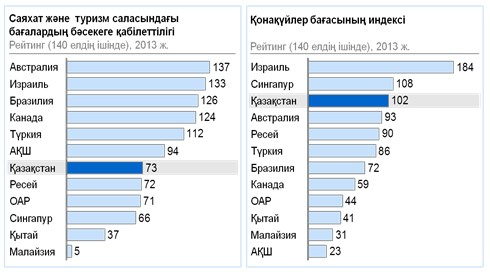 Саяхат және туризм саласындағы
бағалардың бәсекеге қабілеттілігі
Рейтинг (140 елдің ішінде), 2013 ж.
Австралия 137
Израиль 133
Бразилия 126
Канада 124
Түркия 112
АҚШ 94
Қазақстан 73
Ресей 72
ОАР 71
Сингапур 66
Қытай 37
Малайзия 5
Қонақүйлер бағасының индексі
Рейтинг (140 елдің ішінде), 2013 ж.
Израиль 184
Сингапур 108
Қазақстан 102
Австралия 93
Ресей 90
Түркия 86
Бразилия 72
Канада 59
ОАР 44
Қытай 41
Малайзия 31
АҚШ 23